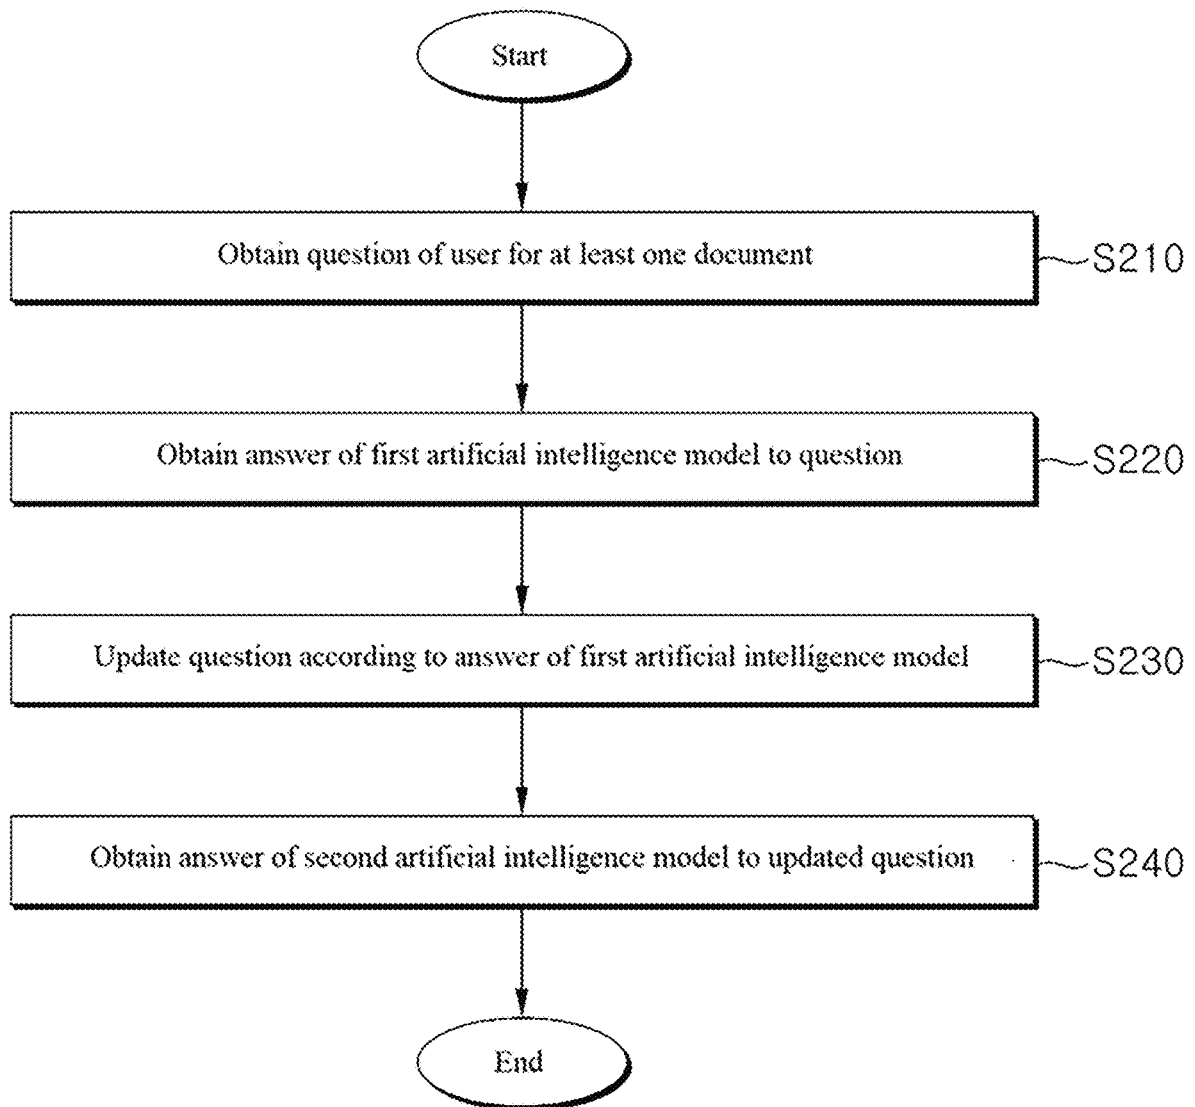 Start
Obtain question of user for at least one document
S210
Obtain answer of first artificial intelligence model to question
S220
Update question according to answer of first artificial intelligence model
S230
Obtain answer of second artificial intelligence model to updated question
S240
End